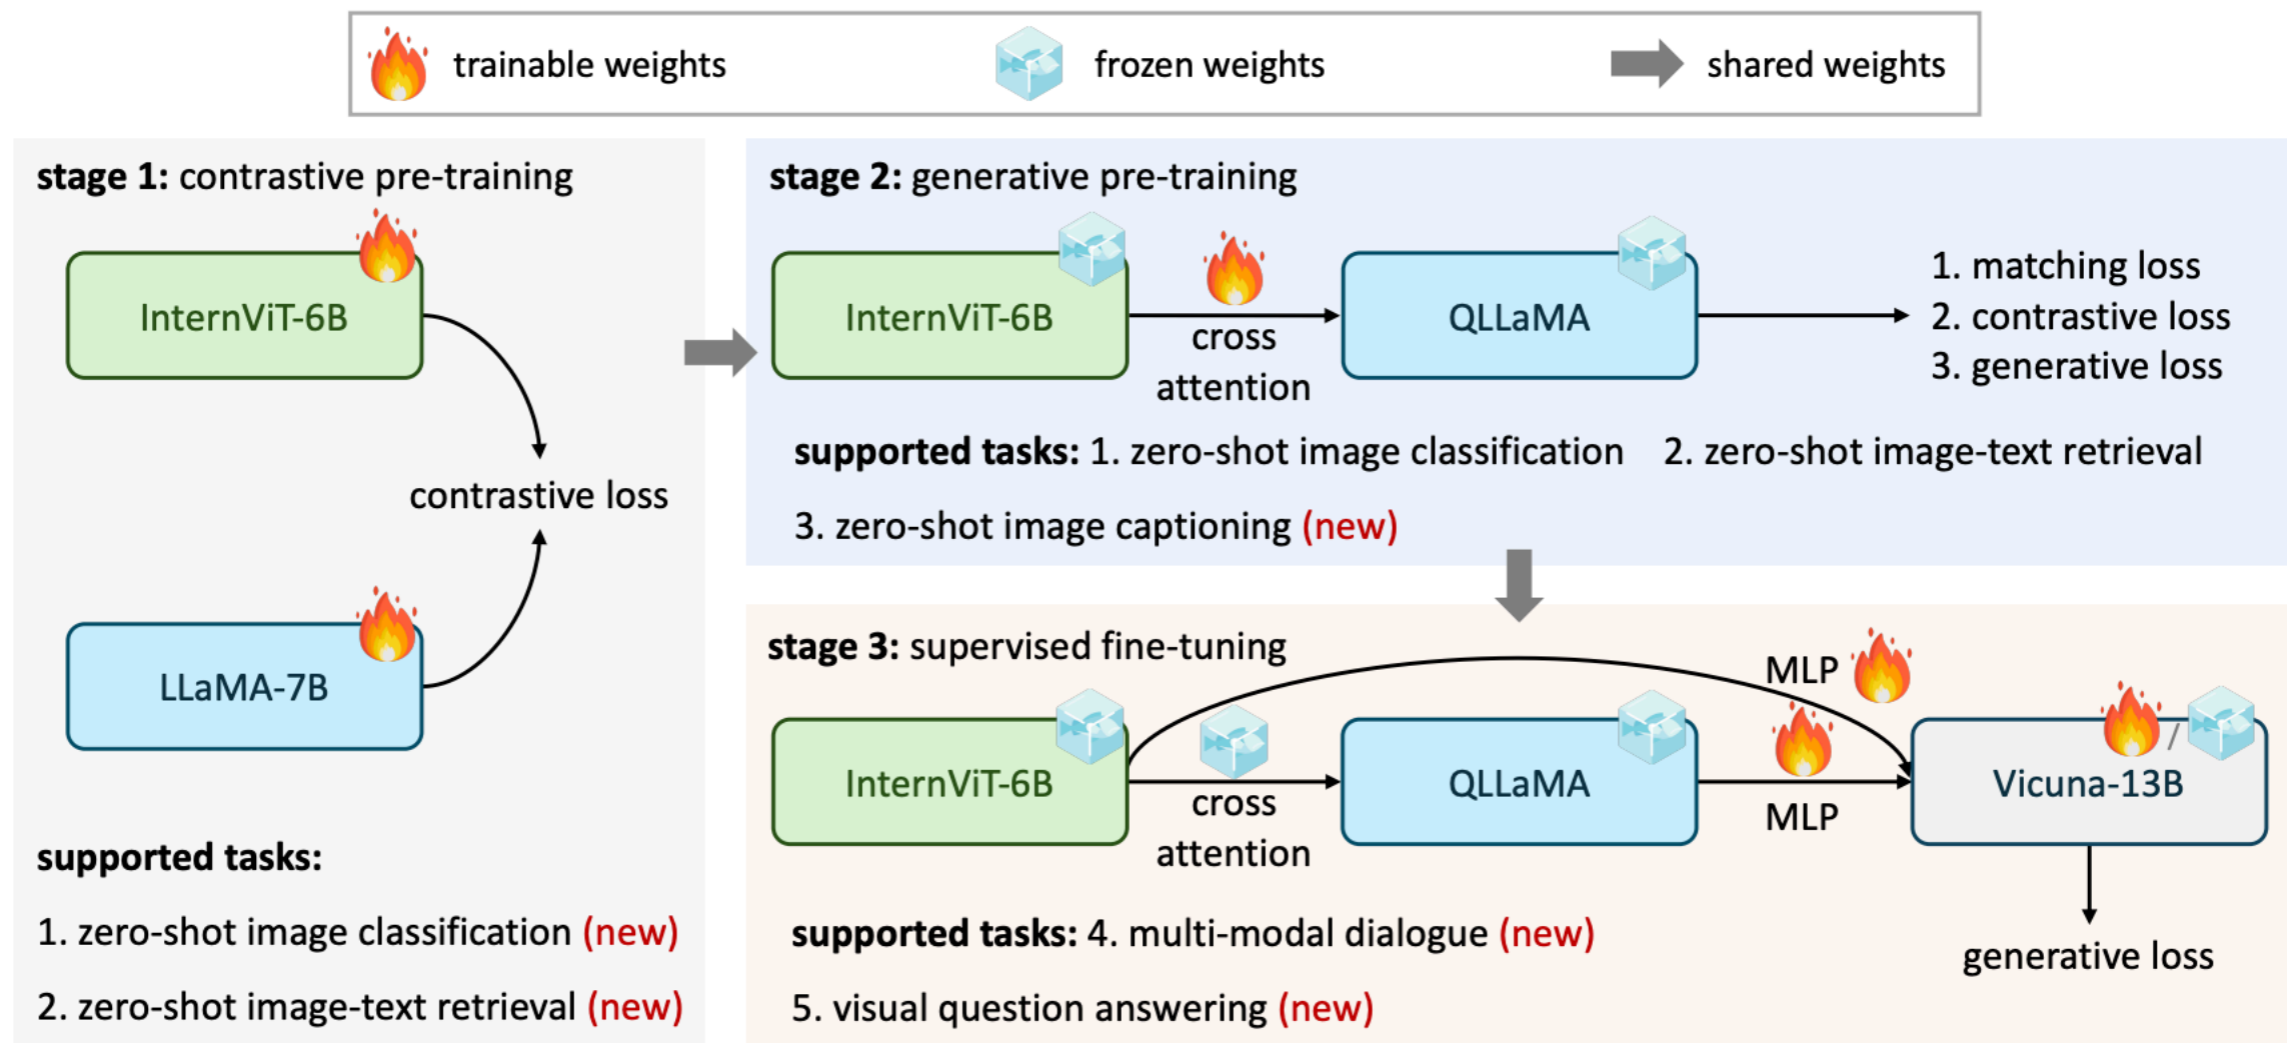 trainable weights
frozen weights
shared weights
stage 1: contrastive pre-training
InternViT-6B
contrastive loss
LLaMA-7B
supported tasks:
1. zero-shot image classification (new)
2. zero-shot image-text retrieval (new)
stage 2: generative pre-training
InternViT-6B
cross
attention
QLLaMA
1. matching loss
2. contrastive loss
3. generative loss
supported tasks: 1. zero-shot image classification 2. zero-shot image-text retrieval
3. zero-shot image captioning (new)
stage 3: supervised fine-tuning
MLP
InternViT-6B
cross
attention
QLLaMA
MLP
/
Vicuna-13B
generative loss
supported tasks: 4. multi-modal dialogue (new)
5. visual question answering (new)